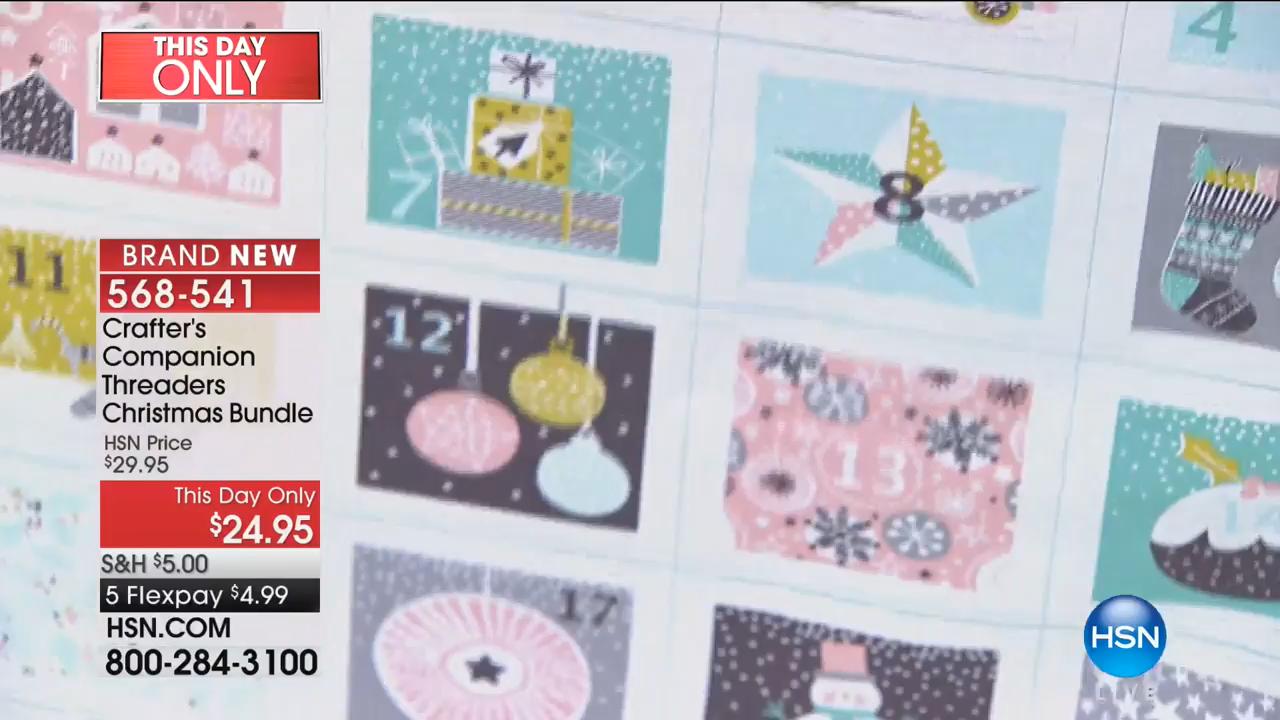 THIS DAY
ONLY
BRAND NEW
568-541
Crafter's
Companion
Threaders
Christmas Bundle
HSN Price
$29.95
This Day Only
$24.95
S&H $5.00
5 Flexpay $4.99
HSN.COM
800-284-3100
4
7
8
11
12
13
14
17
HSN
LIVE